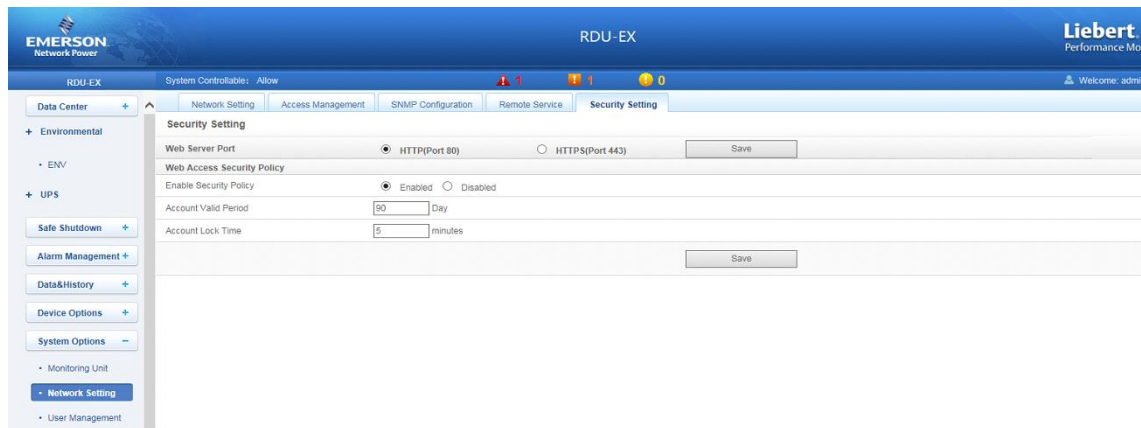 EMERSON
Network Power
RDU-EX
Liebert.
Performance Mo
RDU-EX
System Controllable: Allow
1
1
0
Welcome: admi
Data Center +
Network Setting
Access Management
SNMP Configuration
Remote Service
Security Setting
+ Environmental
Security Setting
Web Server Port
HTTP(Port 80)
HTTPS(Port 443)
Save
• ENV
Web Access Security Policy
+ UPS
Enable Security Policy
Enabled
Disabled
Account Valid Period
90
Day
Safe Shutdown +
Account Lock Time
5
minutes
Alarm Management +
Save
Data&History +
Device Options +
System Options −
• Monitoring Unit
• Network Setting
• User Management